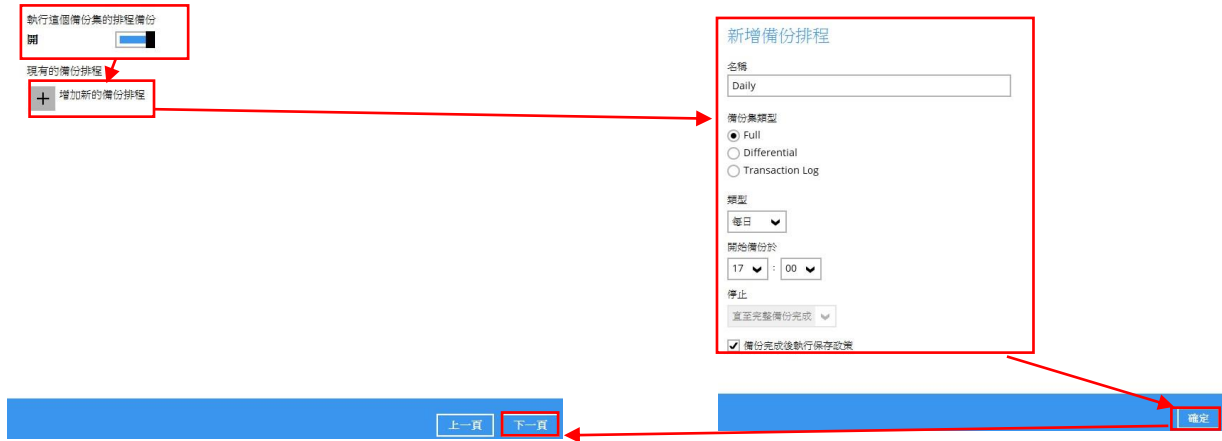 執行這個備份集的排程備份
開
現有的備份排程
增加新的備份排程
上一頁
下一頁
新增備份排程
名稱
Daily
備份集類型
Full
Differential
Transaction Log
類型
每日
開始備份於
17 : 00
停止
直至完整備份完成
備份完成後執行保存政策
確定